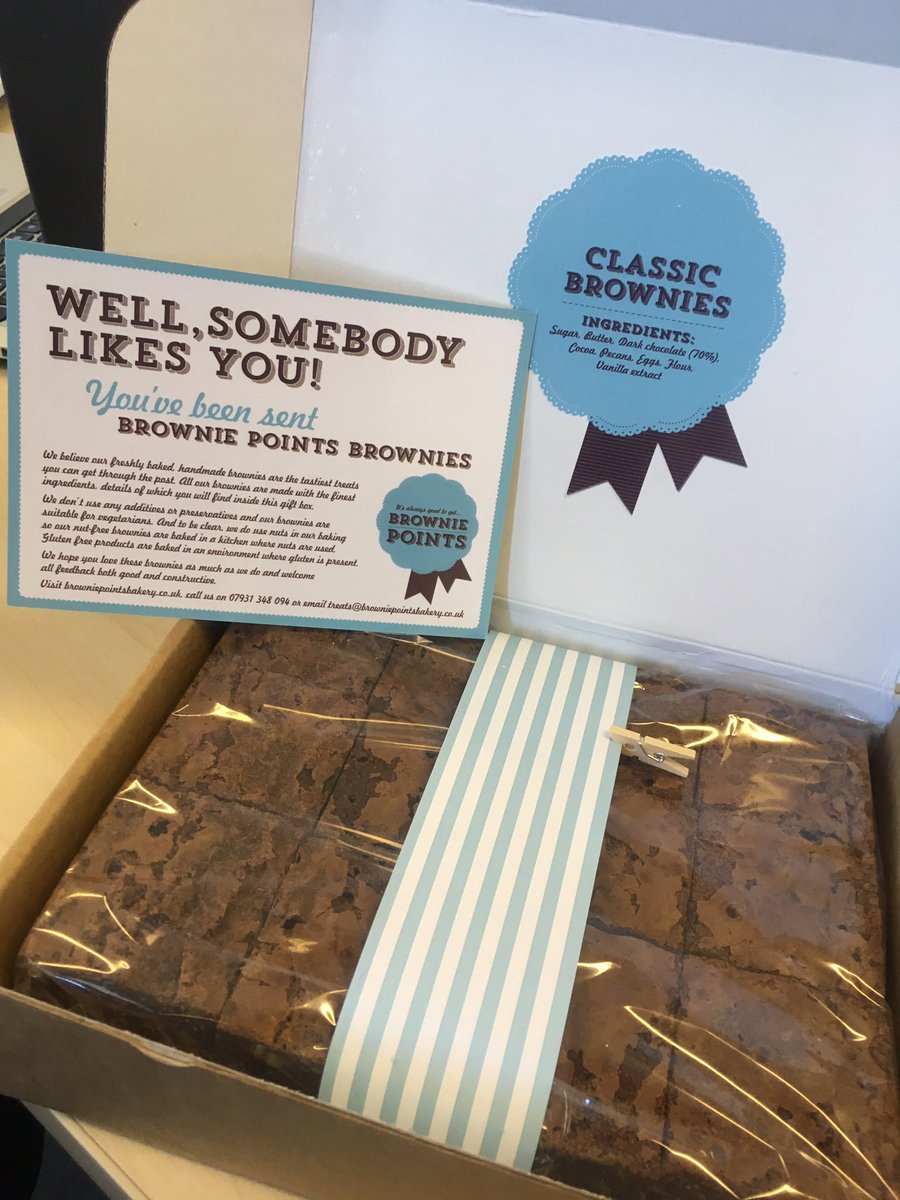 WELL, SOMEBODY
LIKES YOU!
You've been sent
BROWNIE POINTS BROWNIES
We believe our freshly baked, handmade brownies are the tastiest treats
you can get through the post. All our brownies are made with the finest
ingredients, details of which you will find inside this gift box.
We don't use any additives or preservatives and our brownies are
suitable for vegetarians. And to be clear, we do use nuts in our baking
so our nut-free brownies are baked in a kitchen where nuts are used.
Gluten free products are baked in an environment where gluten is present.
We hope you love these brownies as much as we do and welcome
all feedback both good and constructive.
Visit browniepointsbakery.co.uk, call us on 07931 348 094 or email treats@browniepointsbakery.co.uk
It's always good to get...
BROWNIE
POINTS
CLASSIC
BROWNIES
INGREDIENTS:
Sugar, Butter, Dark chocolate (70%),
Cocoa, Pecans, Eggs, Flour,
Vanilla extract